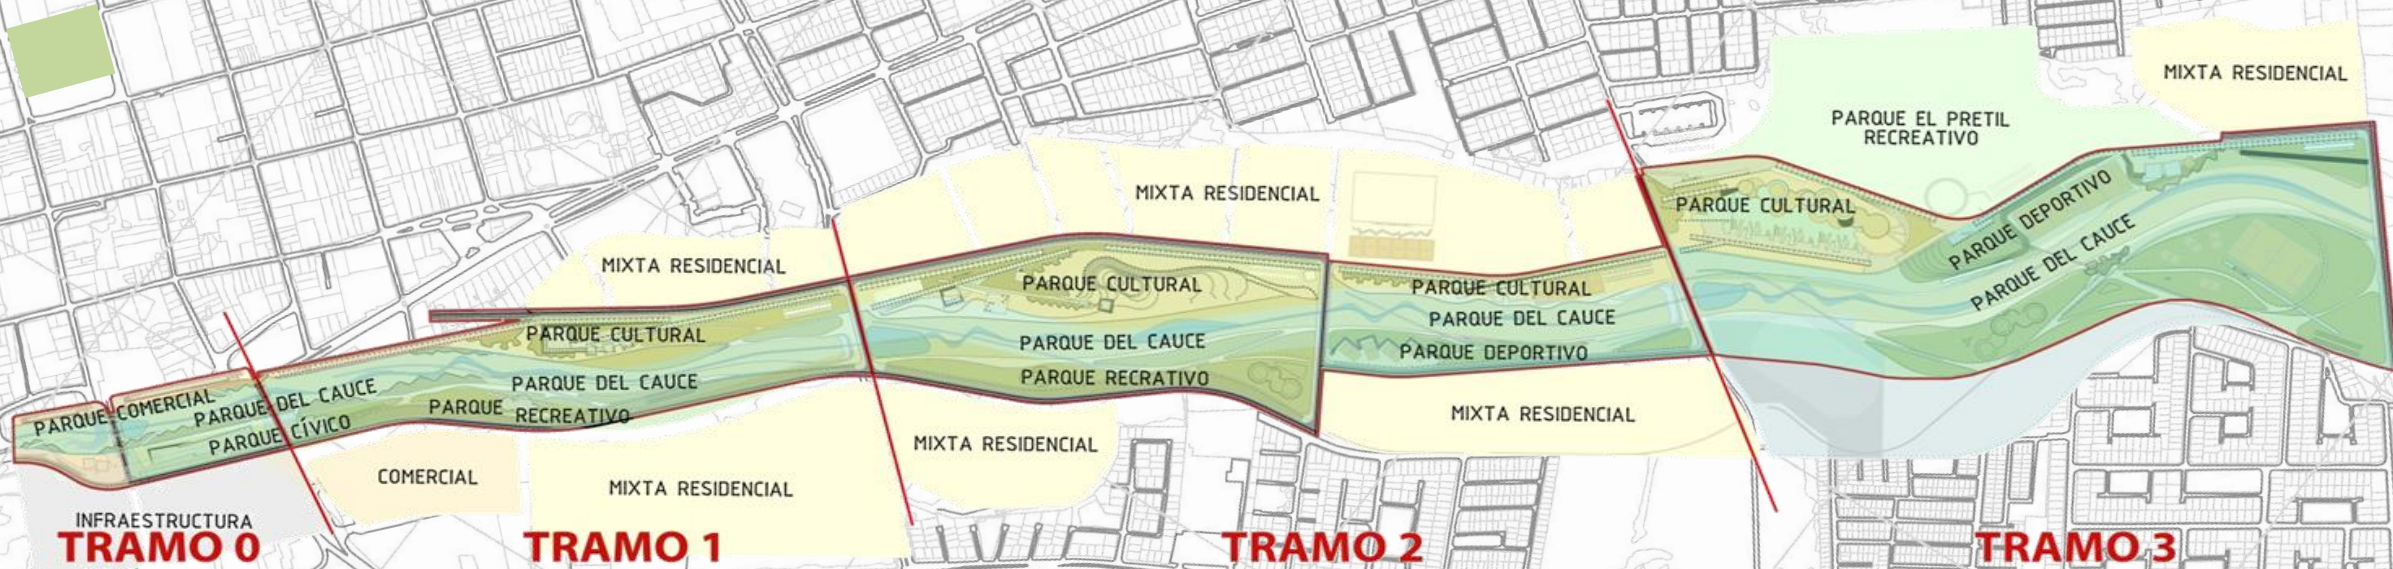 MIXTA RESIDENCIAL
PARQUE EL PRETIL
RECREATIVO
MIXTA RESIDENCIAL
PARQUE CULTURAL
PARQUE DEPORTIVO
PARQUE DEL CAUCE
MIXTA RESIDENCIAL
PARQUE CULTURAL
PARQUE CULTURAL
PARQUE DEL CAUCE
PARQUE DEL CAUCE
PARQUE DEPORTIVO
PARQUE RECRATIVO
PARQUE CULTURAL
PARQUE DEL CAUCE
PARQUE RECREATIVO
PARQUE COMERCIAL
PARQUE DEL CAUCE
PARQUE CÍVICO
MIXTA RESIDENCIAL
MIXTA RESIDENCIAL
COMERCIAL
MIXTA RESIDENCIAL
INFRAESTRUCTURA
TRAMO 0
TRAMO 1
TRAMO 2
TRAMO 3